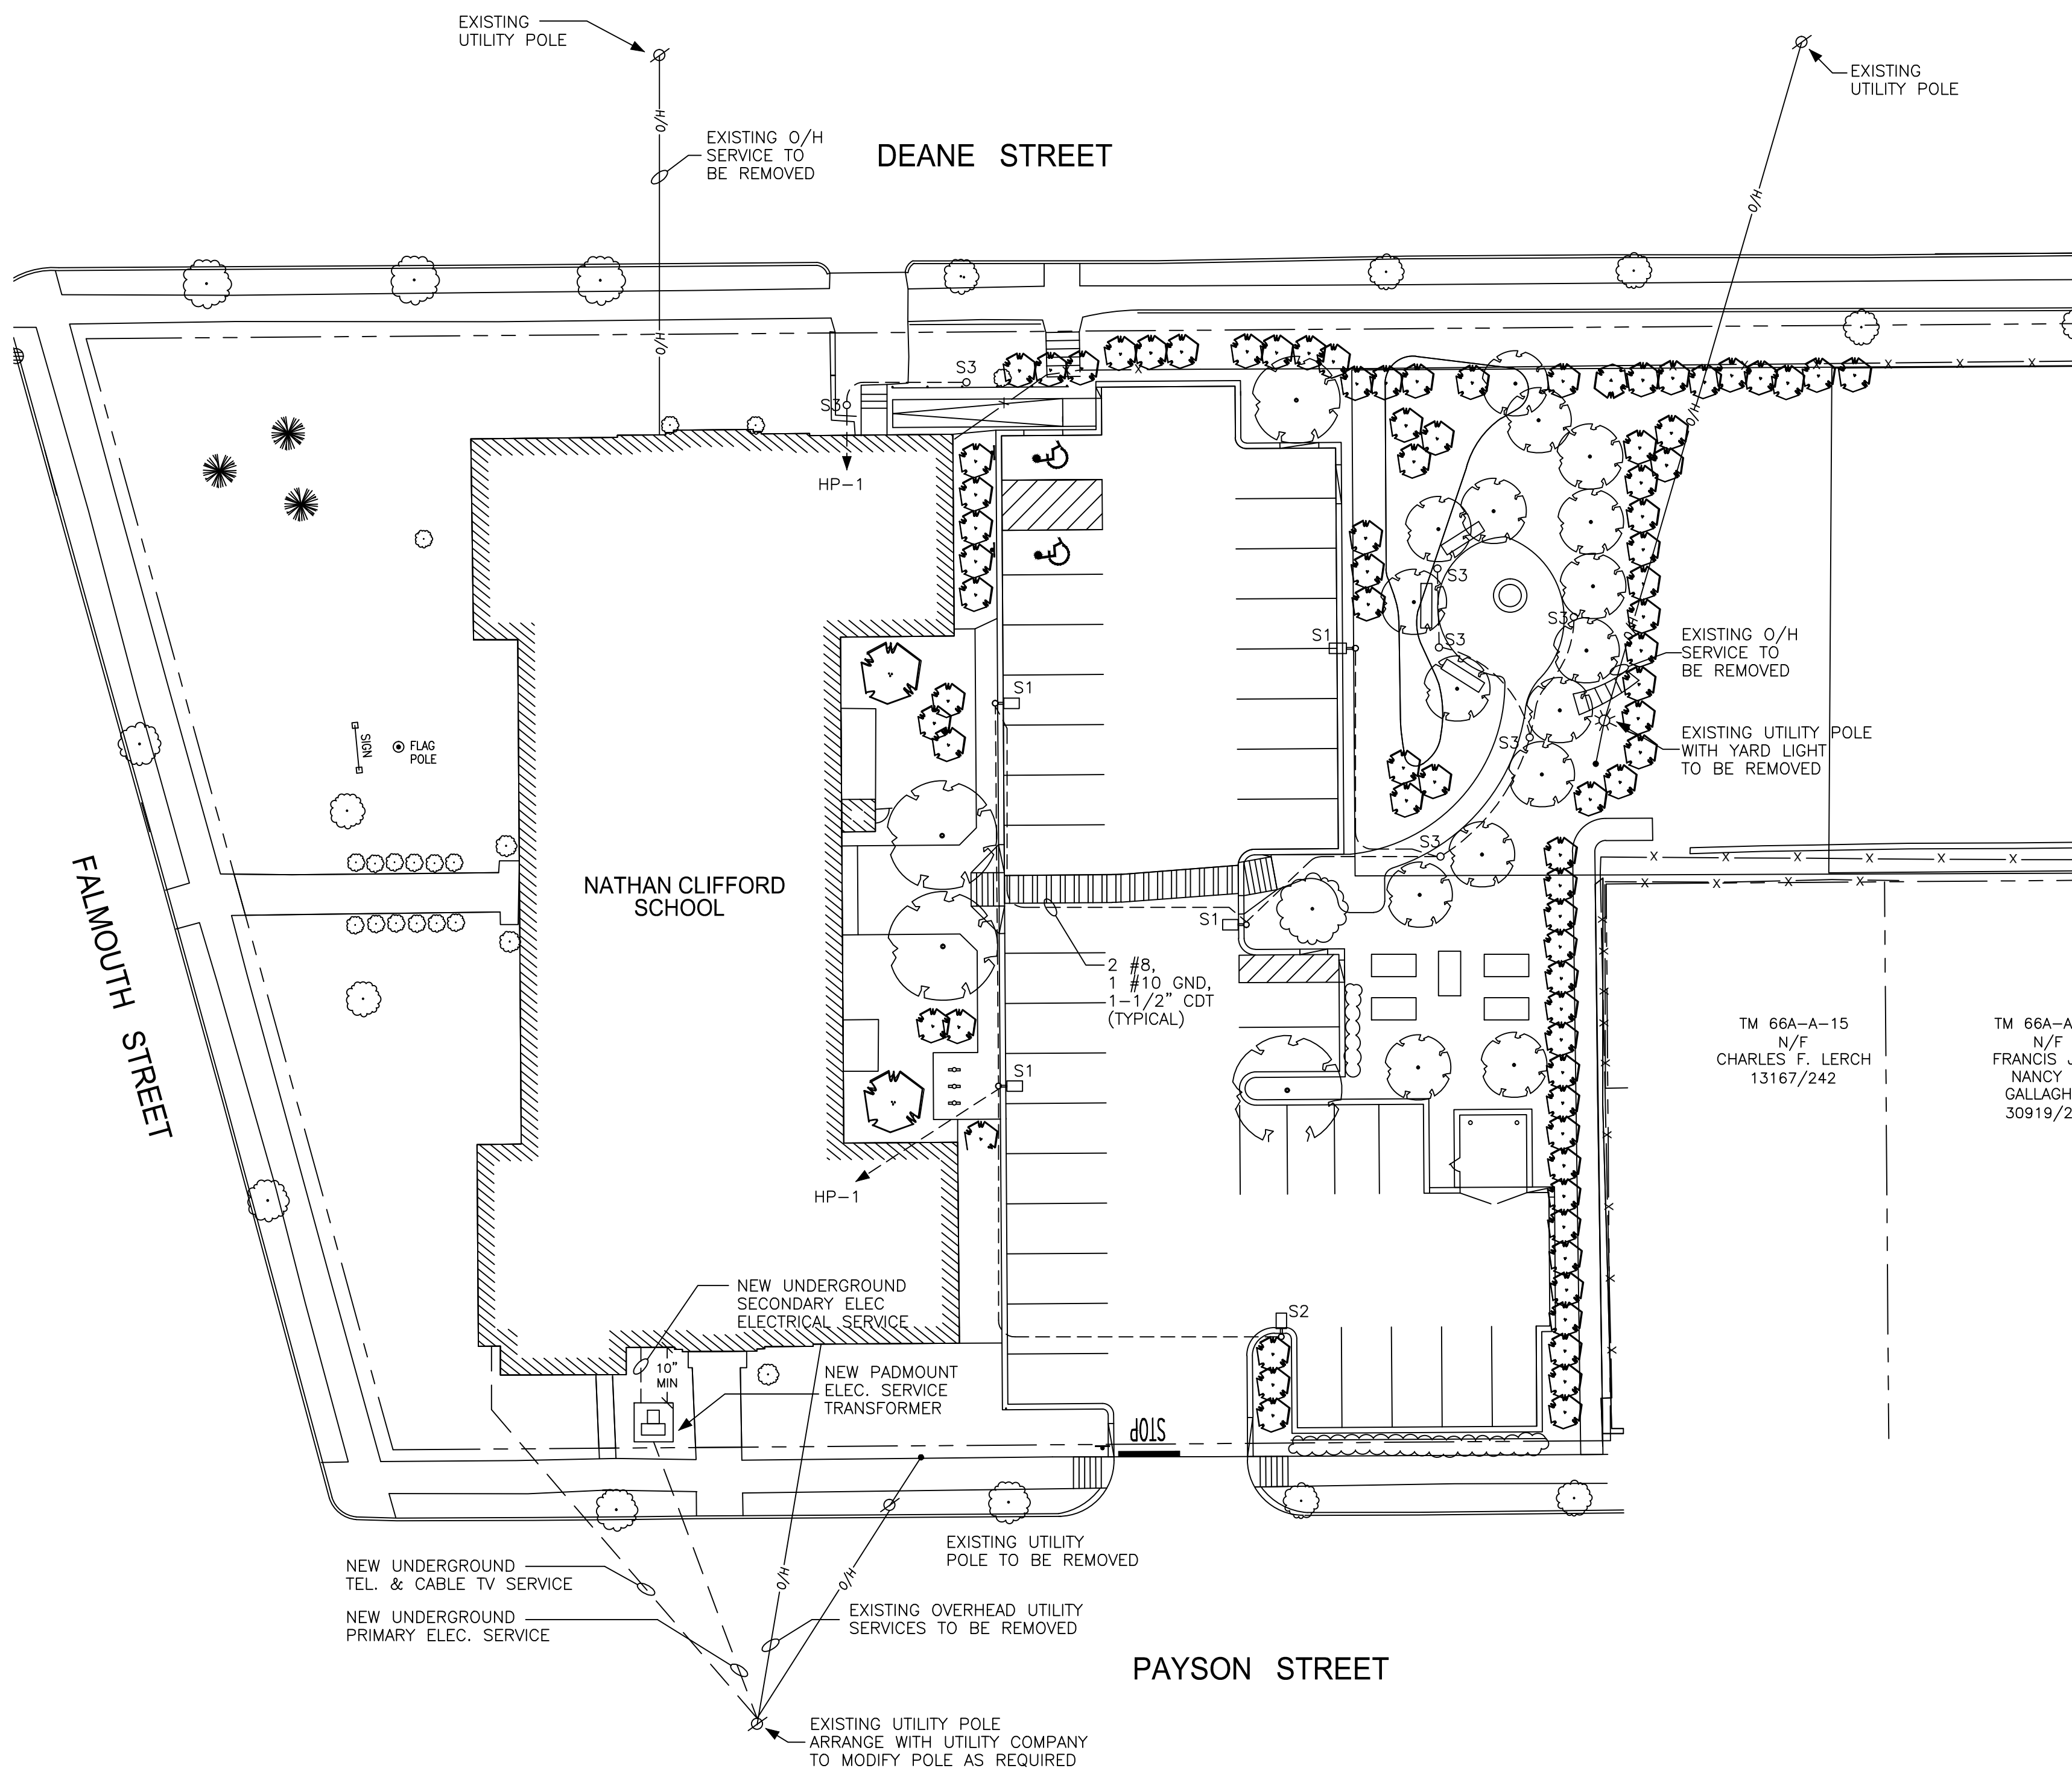 EXISTING
UTILITY POLE
EXISTING
UTILITY POLE
O/H
EXISTING O/H
SERVICE TO
BE REMOVED
DEANE STREET
O/H
O/H
S3
S3
HP-1
O/H
S3
S3
S3
S1
O/H
EXISTING O/H
SERVICE TO
BE REMOVED
S1
SIGN
FLAG
POLE
S3
EXISTING UTILITY POLE
WITH YARD LIGHT
TO BE REMOVED
S3
X X X X X X
X X X X
FALMOUTH STREET
NATHAN CLIFFORD
SCHOOL
S1
2 #8,
1 #10 GND,
1-1/2" CDT
(TYPICAL)
TM 66A-A-15
N/F
CHARLES F. LERCH
13167/242
TM 66A-A
N/F
FRANCIS J
NANCY
GALLAGH
30919/2
S1
HP-1
NEW UNDERGROUND
SECONDARY ELEC
ELECTRICAL SERVICE
S2
10"
MIN
NEW PADMOUNT
ELEC. SERVICE
TRANSFORMER
STOP
EXISTING UTILITY
POLE TO BE REMOVED
NEW UNDERGROUND
TEL. & CABLE TV SERVICE
O/H
O/H
NEW UNDERGROUND
PRIMARY ELEC. SERVICE
EXISTING OVERHEAD UTILITY
SERVICES TO BE REMOVED
PAYSON STREET
EXISTING UTILITY POLE
ARRANGE WITH UTILITY COMPANY
TO MODIFY POLE AS REQUIRED